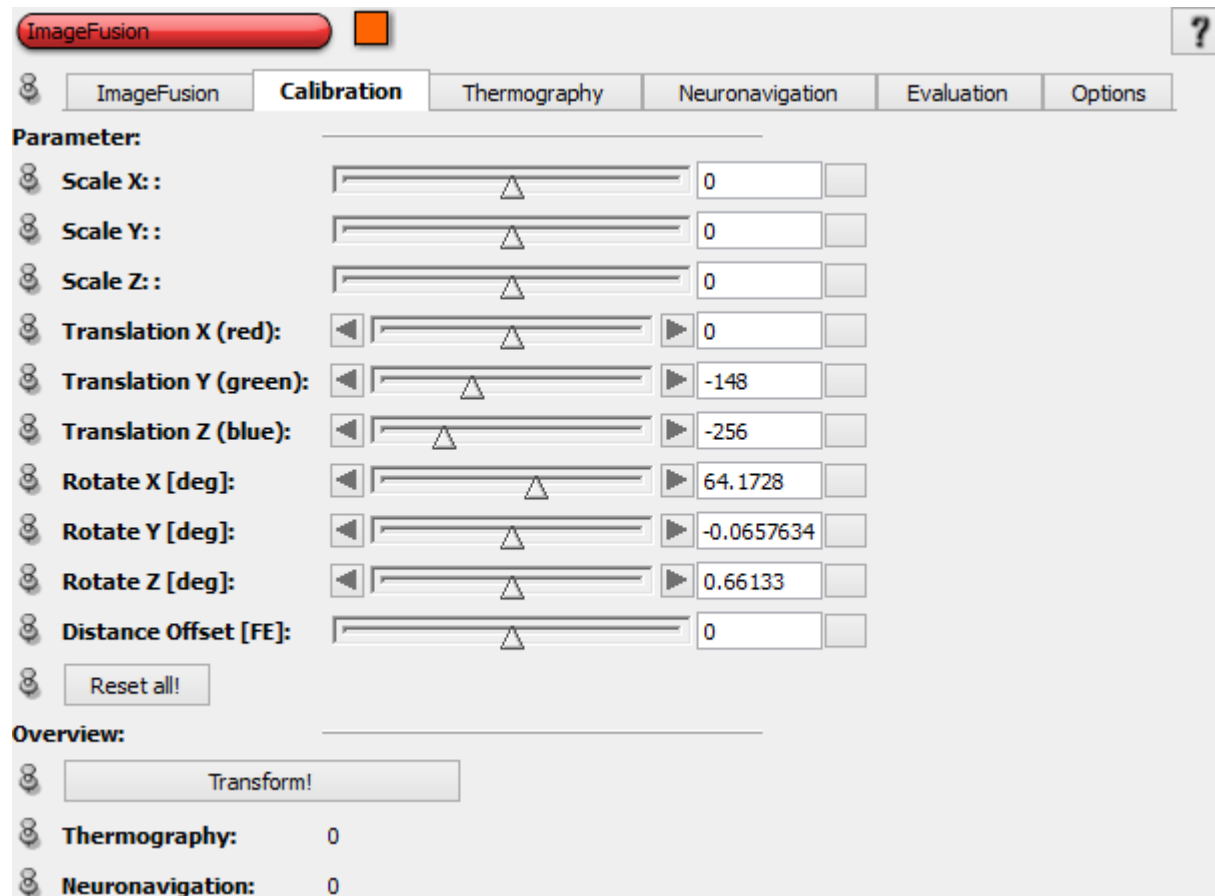 ImageFusion ?
ImageFusion Calibration Thermography Neuronavigation Evaluation Options
Parameter:
Scale X: : 0
Scale Y: : 0
Scale Z: : 0
Translation X (red): 0
Translation Y (green): -148
Translation Z (blue): -256
Rotate X [deg]: 64.1728
Rotate Y [deg]: -0.0657634
Rotate Z [deg]: 0.66133
Distance Offset [FE]: 0
Reset all!
Overview:
Transform!
Thermography: 0
Neuronavigation: 0